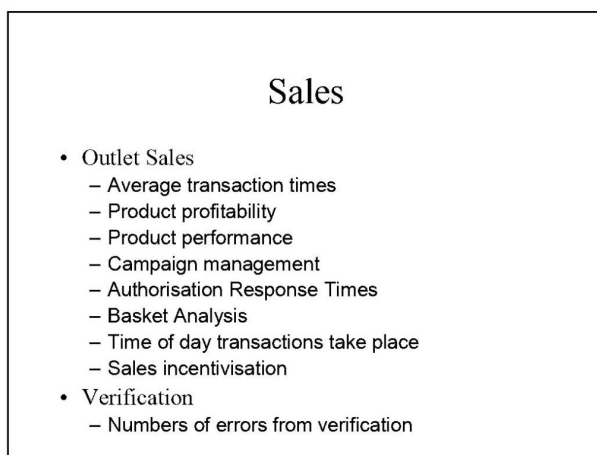 Sales
• Outlet Sales
– Average transaction times
– Product profitability
– Product performance
– Campaign management
– Authorisation Response Times
– Basket Analysis
– Time of day transactions take place
– Sales incentivisation
• Verification
– Numbers of errors from verification